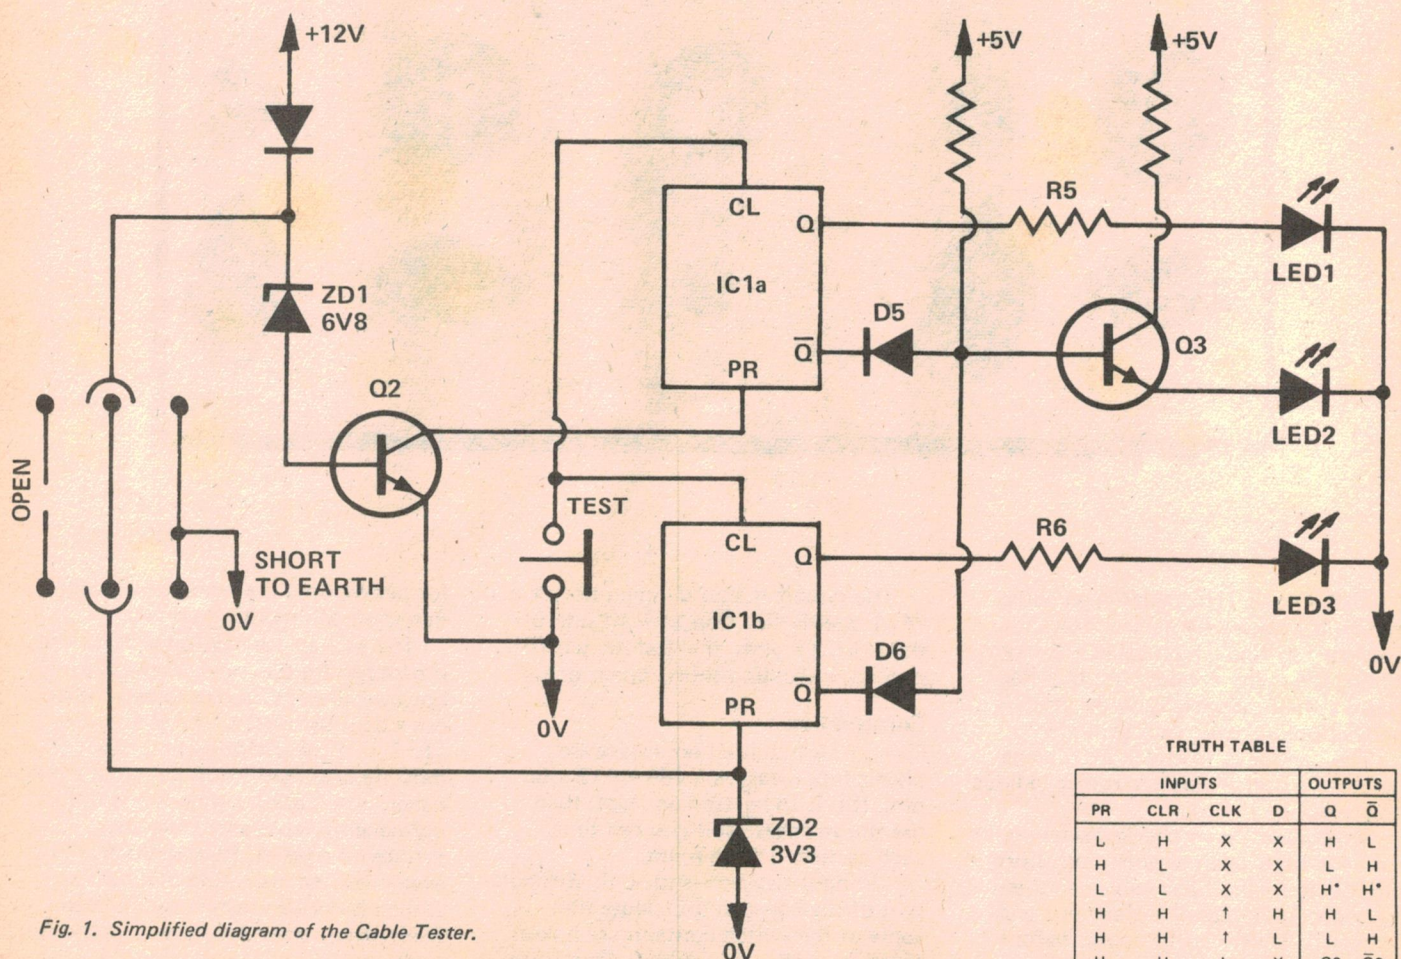 +12V
+5V
+5V
ZD1
6V8
Q2
OPEN
SHORT
TO EARTH
0V
TEST
0V
CL
Q
IC1a
Q̅
PR
D5
R5
Q3
LED1
LED2
CL
Q
IC1b
Q̅
PR
D6
R6
LED3
0V
ZD2
3V3
0V
Fig. 1. Simplified diagram of the Cable Tester.
TRUTH TABLE
INPUTS OUTPUTS
PR CLR CLK D Q Q̅
L H X X H L
H L X X L H
L L X X H* H*
H H ↑ H H L
H H ↑ L L H